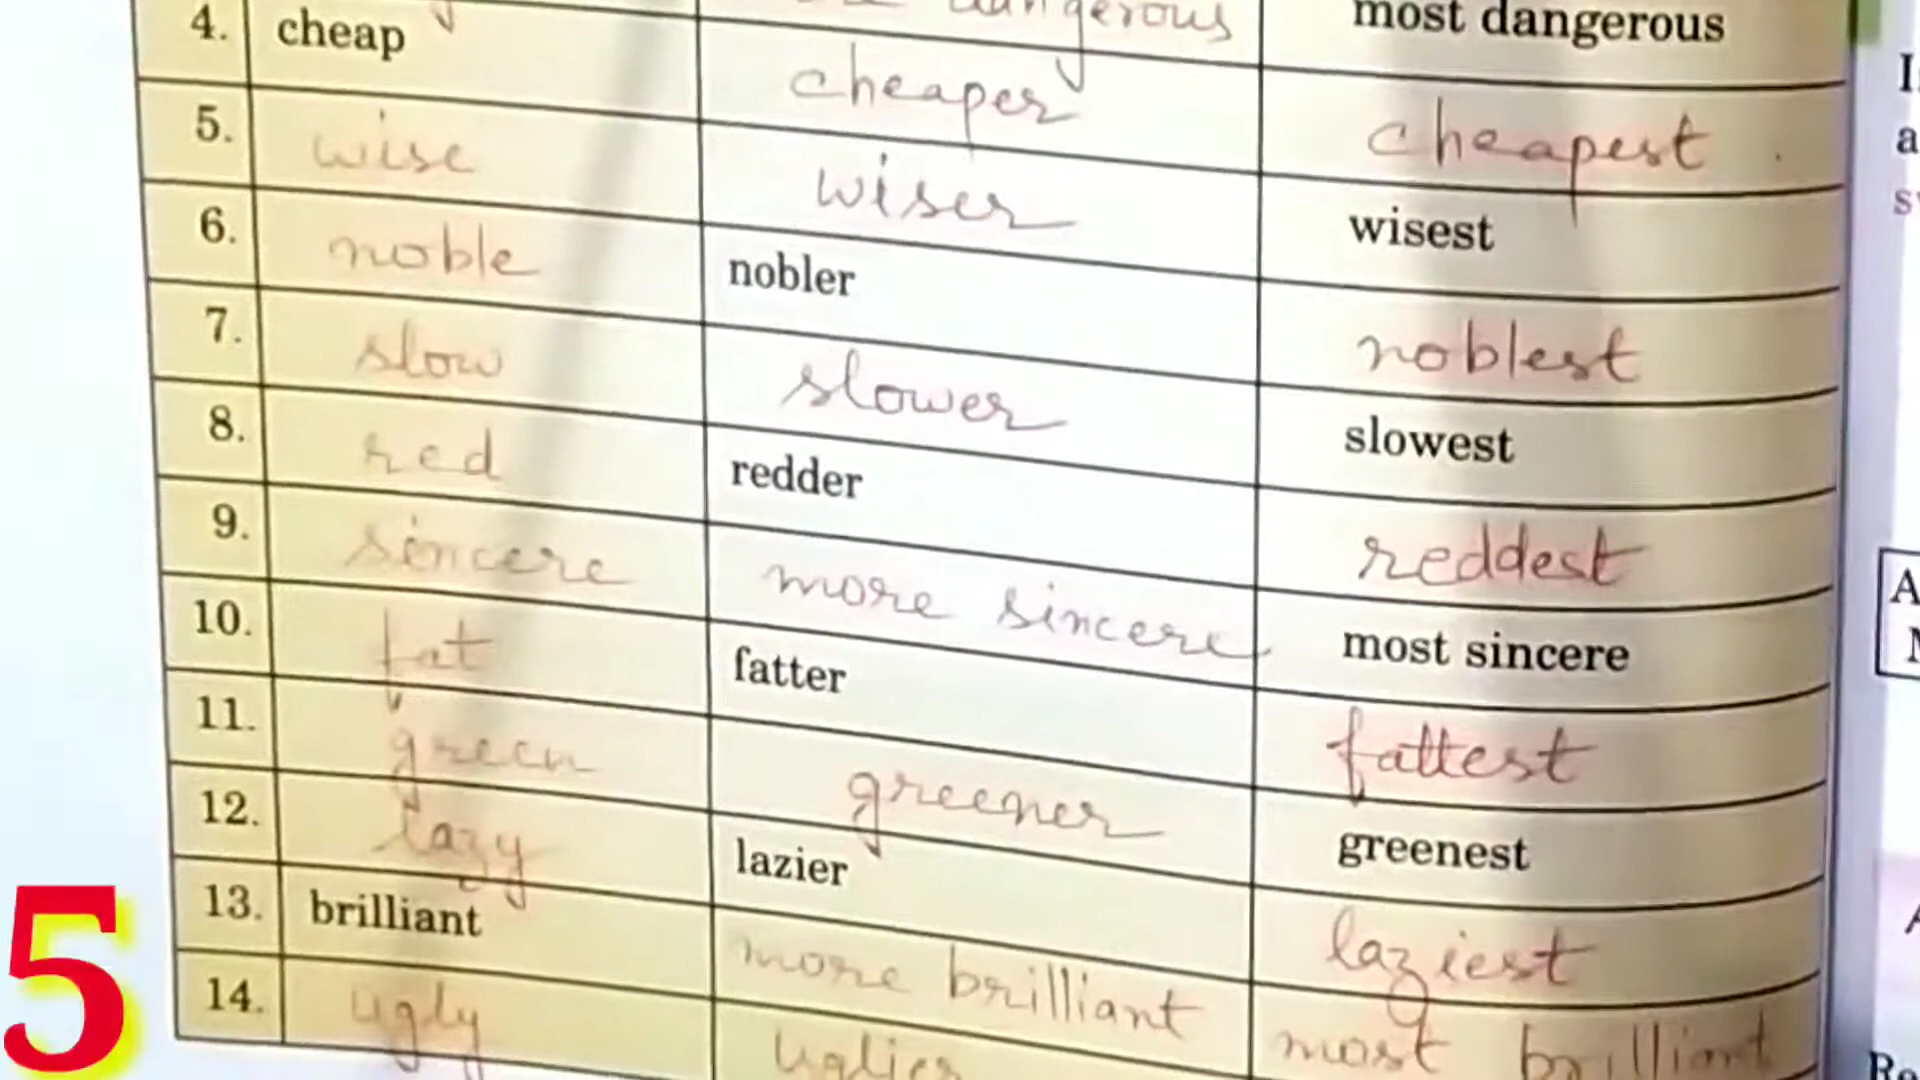 dangerous most dangerous
4. cheap cheaper cheapest
5. wise wiser wisest
6. noble nobler noblest
7. slow slower slowest
8. red redder reddest
9. sincere more sincere most sincere
10. fat fatter fattest
11. green greener greenest
12. lazy lazier laziest
13. brilliant more brilliant most brilliant
14. ugly uglier
5